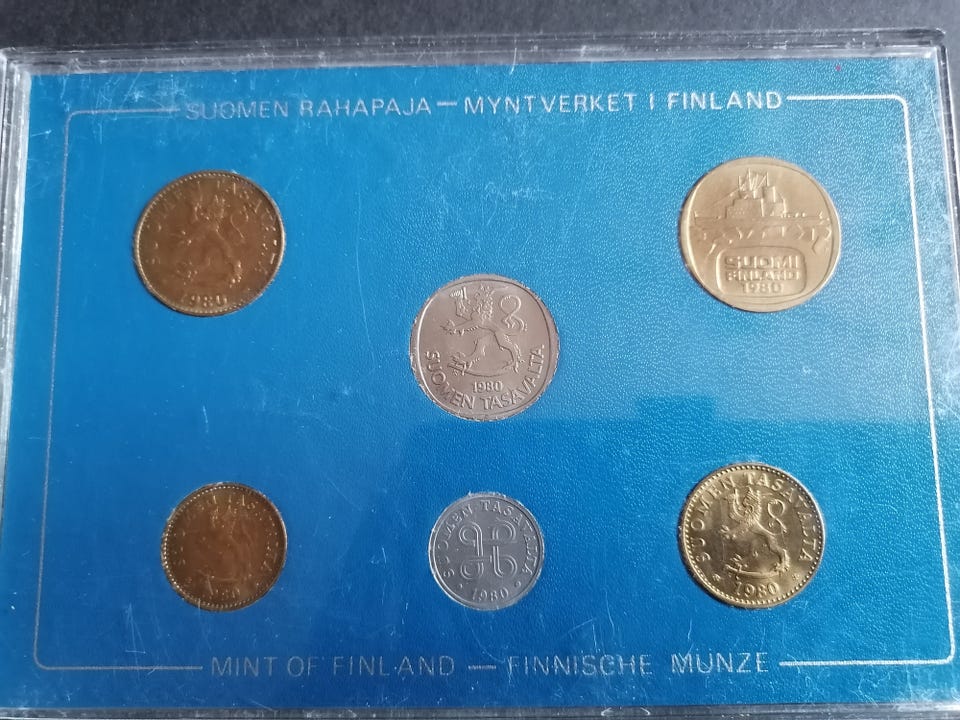 SUOMEN RAHAPAJA — MYNTVERKET I FINLAND
1980
SUOMI
FINLAND
1980
1980
SUOMEN TASAVALTA
SUOMEN TASAVALTA
1980
SUOMEN TASAVALTA
1980
MINT OF FINLAND — FINNISCHE MUNZE